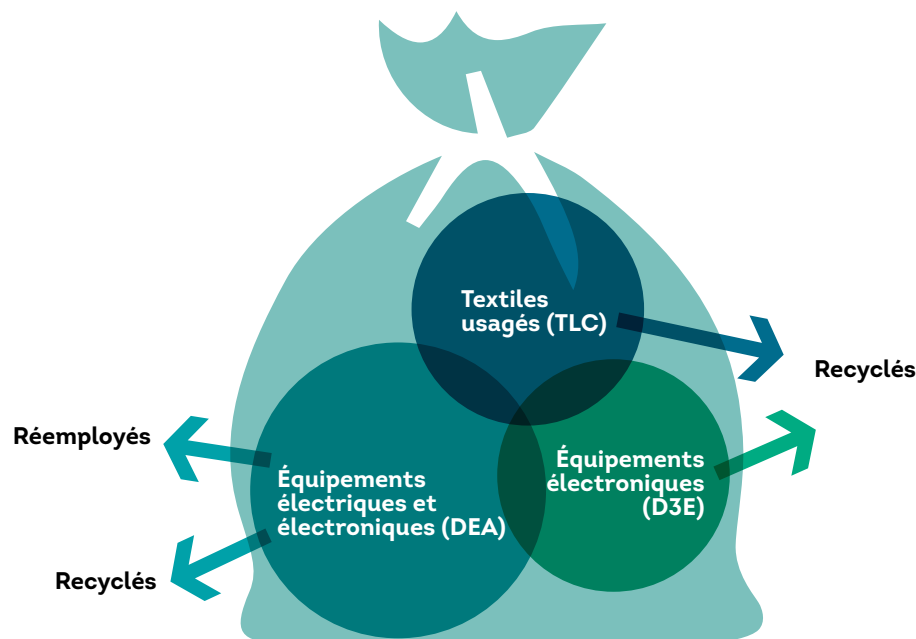 Textiles
usagés (TLC)
Recyclés
Réemployés
Équipements
électriques et
électroniques (DEA)
Équipements
électroniques
(D3E)
Recyclés